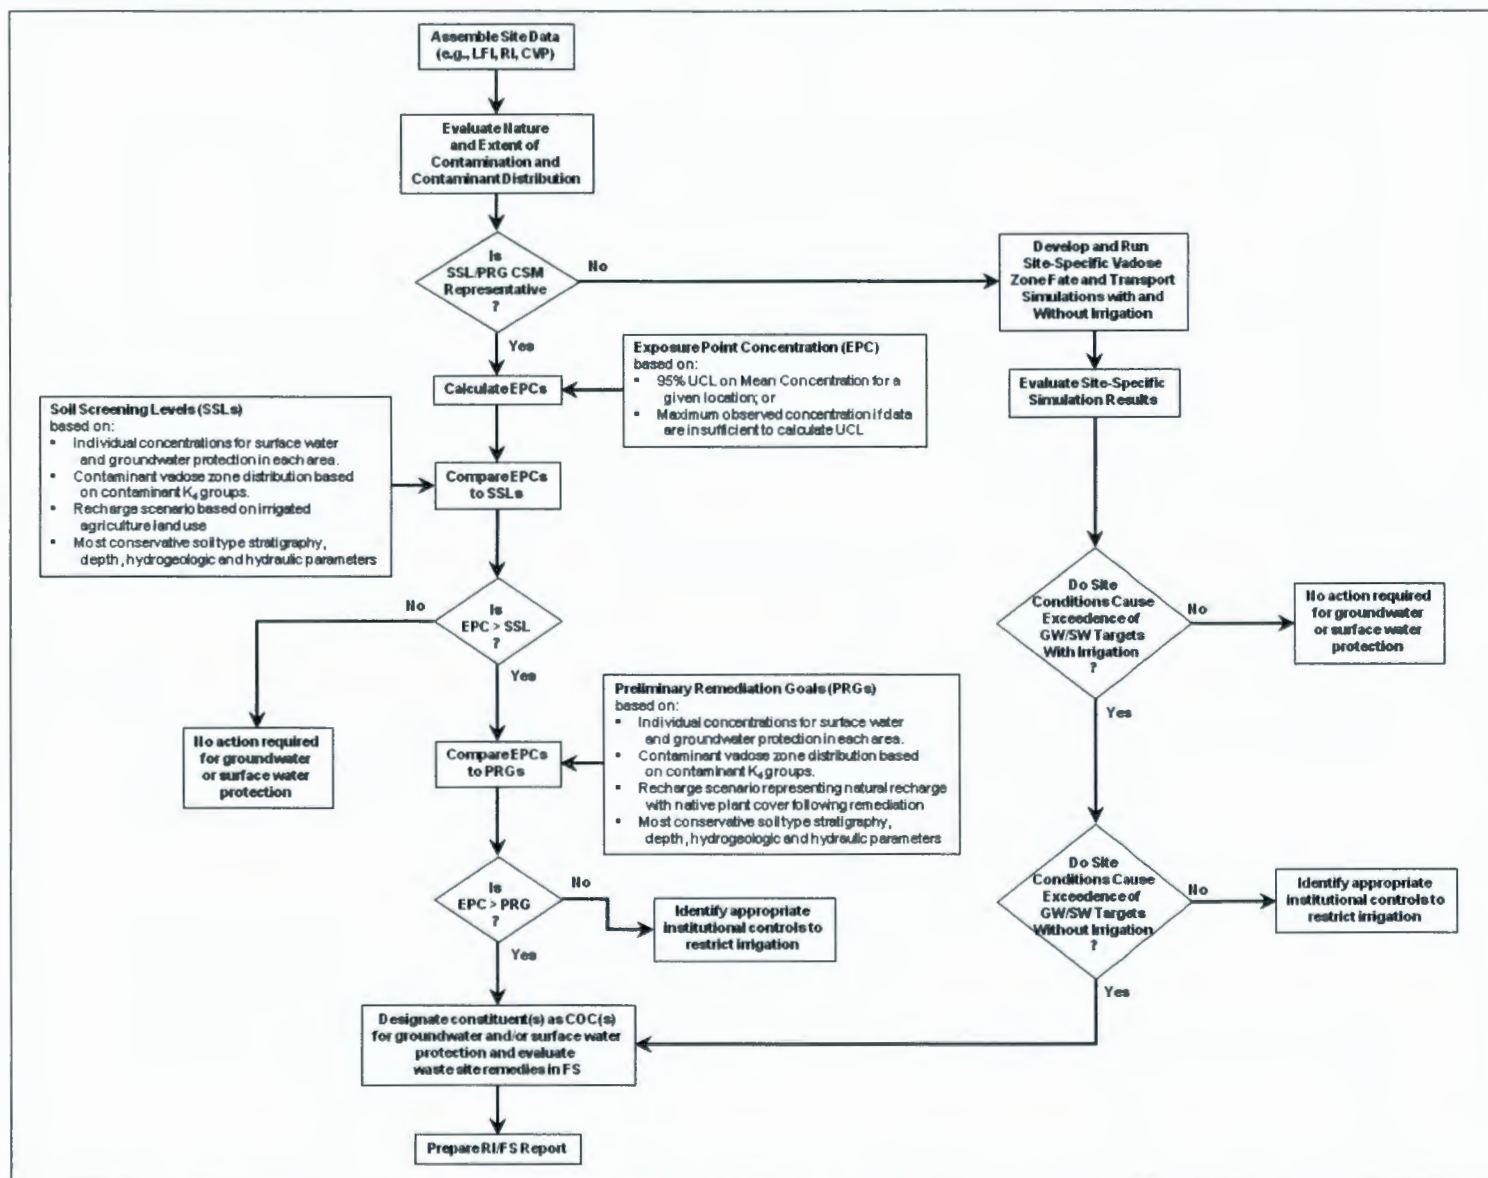 Assemble Site Data
(e.g., LFI, RI, CVP)
Evaluate Nature
and Extent of
Contamination and
Contaminant Distribution
Is
SSL/PRG CSM
Representative
?
No
Yes
Develop and Run
Site-Specific Vadose
Zone Fate and Transport
Simulations with and
Without Irrigation
Evaluate Site-Specific
Simulation Results
Calculate EPCs
Exposure Point Concentration (EPC)
based on:
▪ 95% UCL on Mean Concentration for a
given location; or
▪ Maximum observed concentration if data
are insufficient to calculate UCL
Soil Screening Levels (SSLs)
based on:
▪ Individual concentrations for surface water
and groundwater protection in each area.
▪ Contaminant vadose zone distribution based
on contaminant Kd groups.
▪ Recharge scenario based on irrigated
agriculture land use
▪ Most conservative soil type stratigraphy,
depth, hydrogeologic and hydraulic parameters
Compare EPCs
to SSLs
Is
EPC > SSL
?
No
Yes
No action required
for groundwater
or surface water
protection
Compare EPCs
to PRGs
Preliminary Remediation Goals (PRGs)
based on:
▪ Individual concentrations for surface water
and groundwater protection in each area.
▪ Contaminant vadose zone distribution based
on contaminant Kd groups.
▪ Recharge scenario representing natural recharge
with native plant cover following remediation
▪ Most conservative soil type stratigraphy,
depth, hydrogeologic and hydraulic parameters
Is
EPC > PRG
?
No
Yes
Identify appropriate
institutional controls to
restrict irrigation
Do Site
Conditions Cause
Exceedence of
GW/SW Targets
With Irrigation
?
No
Yes
No action required
for groundwater
or surface water
protection
Do Site
Conditions Cause
Exceedence of
GW/SW Targets
Without Irrigation
?
No
Yes
Identify appropriate
institutional controls to
restrict irrigation
Designate constituent(s) as COC(s)
for groundwater and/or surface water
protection and evaluate
waste site remedies in FS
Prepare RI/FS Report